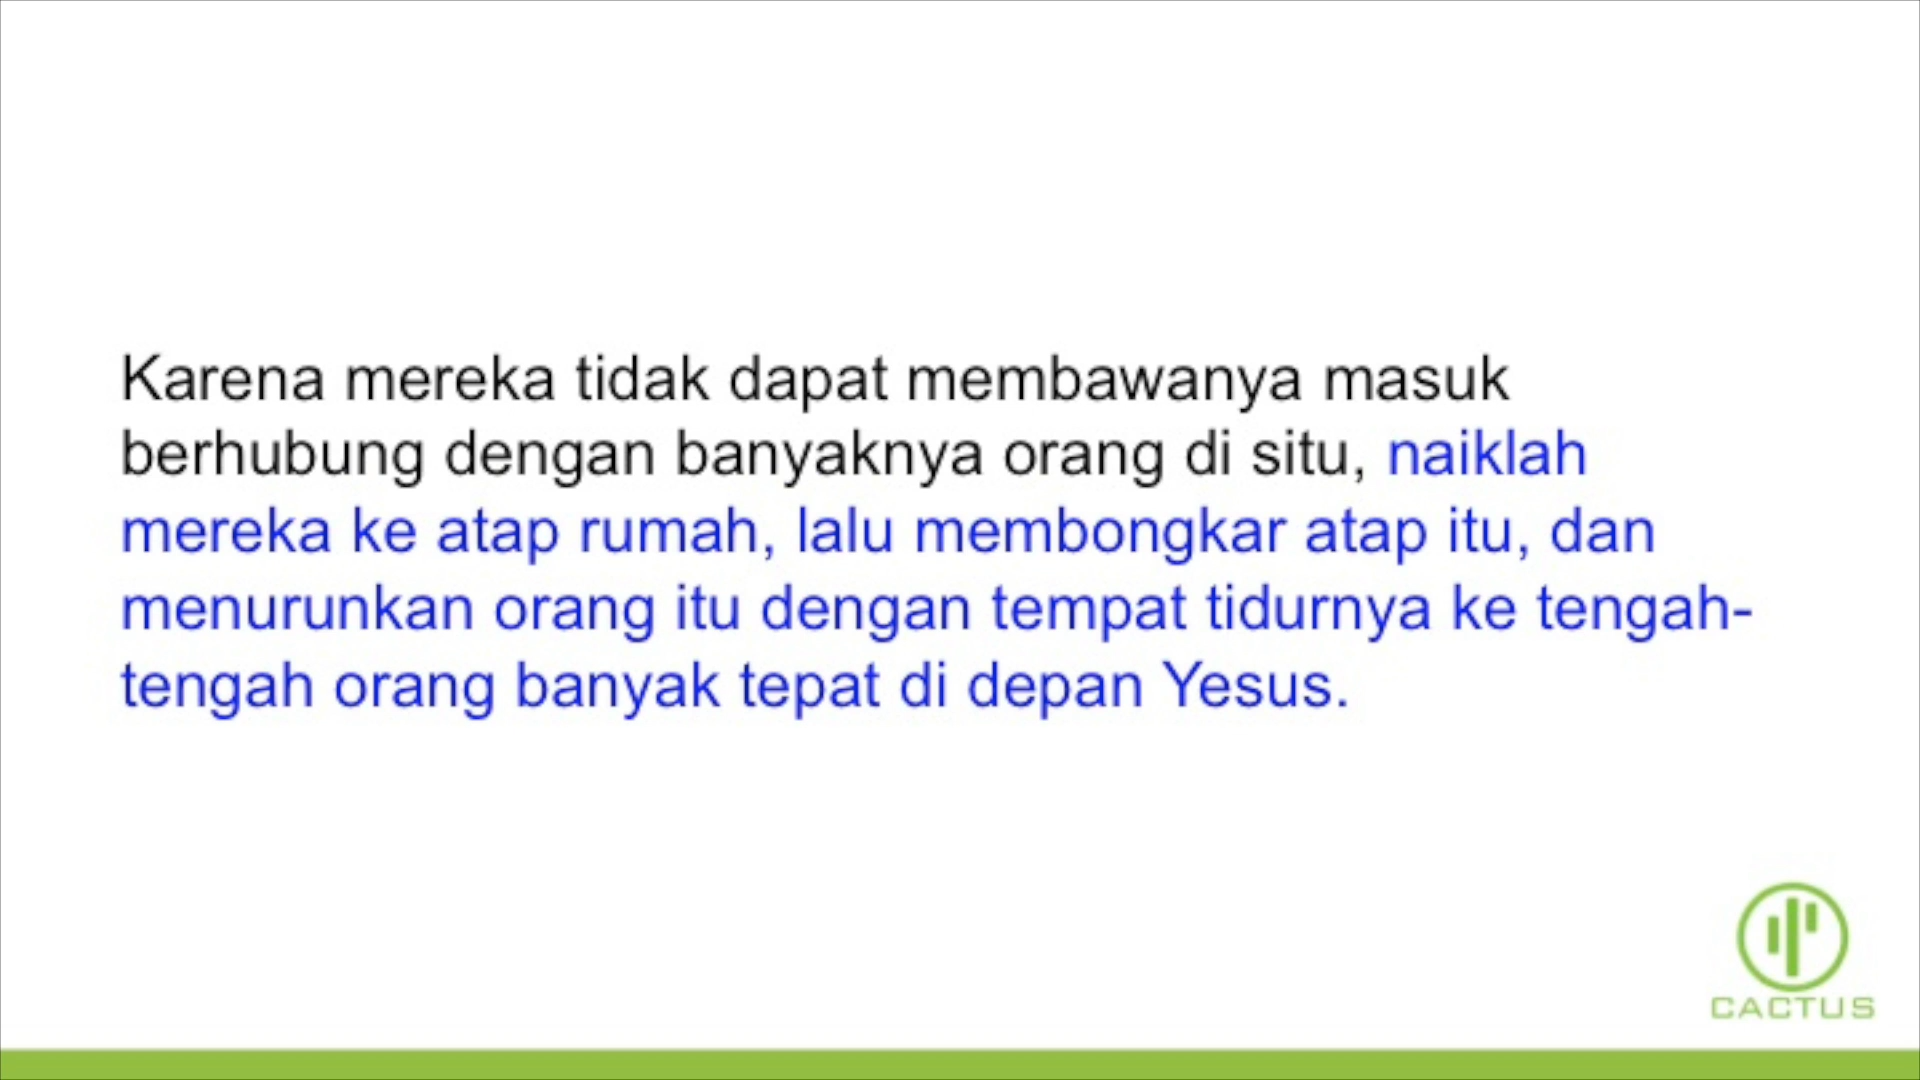 Karena mereka tidak dapat membawanya masuk
berhubung dengan banyaknya orang di situ, naiklah
mereka ke atap rumah, lalu membongkar atap itu, dan
menurunkan orang itu dengan tempat tidurnya ke tengah-
tengah orang banyak tepat di depan Yesus.
CACTUS